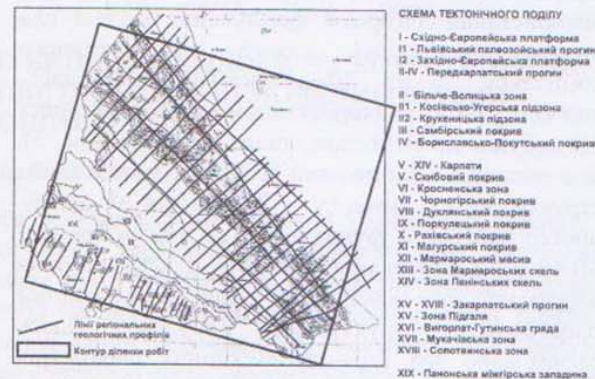 СХЕМА ТЕКТОНІЧНОГО ПОДІЛУ
I - Східно-Європейська платформа
I1 - Львівський палеозойський прогин
I2 - Західно-Європейська платформа
II-IV - Передкарпатський прогин
II - Більче-Волицька зона
II1 - Косівсько-Угерська підзона
II2 - Крукеницька підзона
III - Самбірський покрив
IV - Бориславсько-Покутський покрив
V - XIV - Карпати
V - Скибовий покрив
VI - Кросненська зона
VII - Чорногірський покрив
VIII - Дуклянський покрив
IX - Поркулецький покрив
X - Рахівський покрив
XI - Магурський покрив
XII - Мармароський масив
XIII - Зона Мармароських скель
XIV - Зона Пенінських скель
XV - XVIII - Закарпатський прогин
XV - Зона Підгаля
XVI - Вигорлат-Гутинська гряда
XVII - Мукачівська зона
XVIII - Солотвинська зона
XIX - Панонська міжгірська западина
Лінії регіональних
геологічних профілів
Контур ділянки робіт